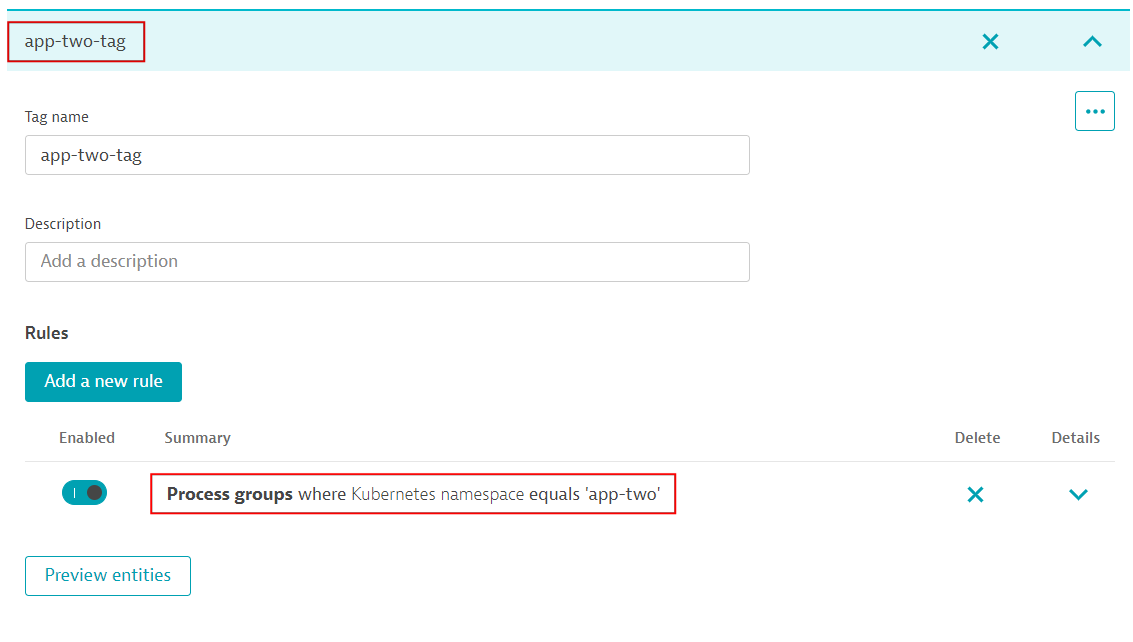 app-two-tag
Tag name
app-two-tag
Description
Add a description
Rules
Add a new rule
Enabled Summary Delete Details
Process groups where Kubernetes namespace equals 'app-two'
Preview entities